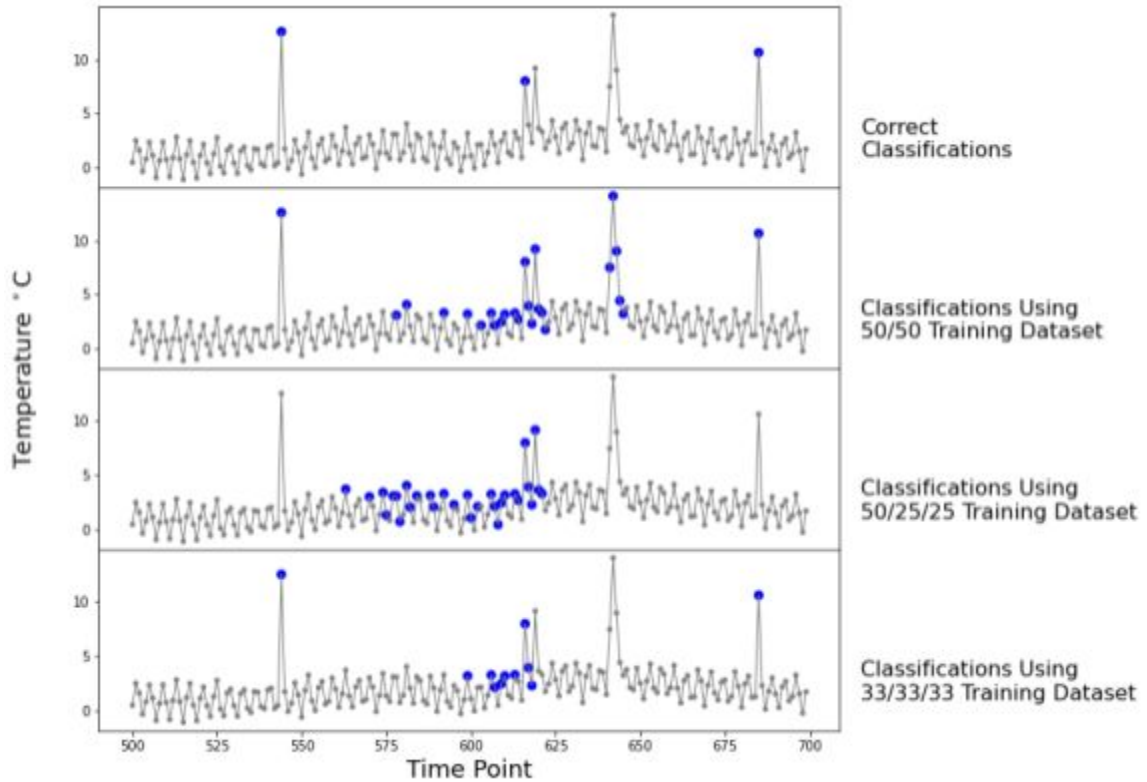 10
5
0
Correct
Classifications
10
5
0
Classifications Using
50/50 Training Dataset
Temperature °C
10
5
0
Classifications Using
50/25/25 Training Dataset
10
5
0
Classifications Using
33/33/33 Training Dataset
500 525 550 575 600 625 650 675 700
Time Point